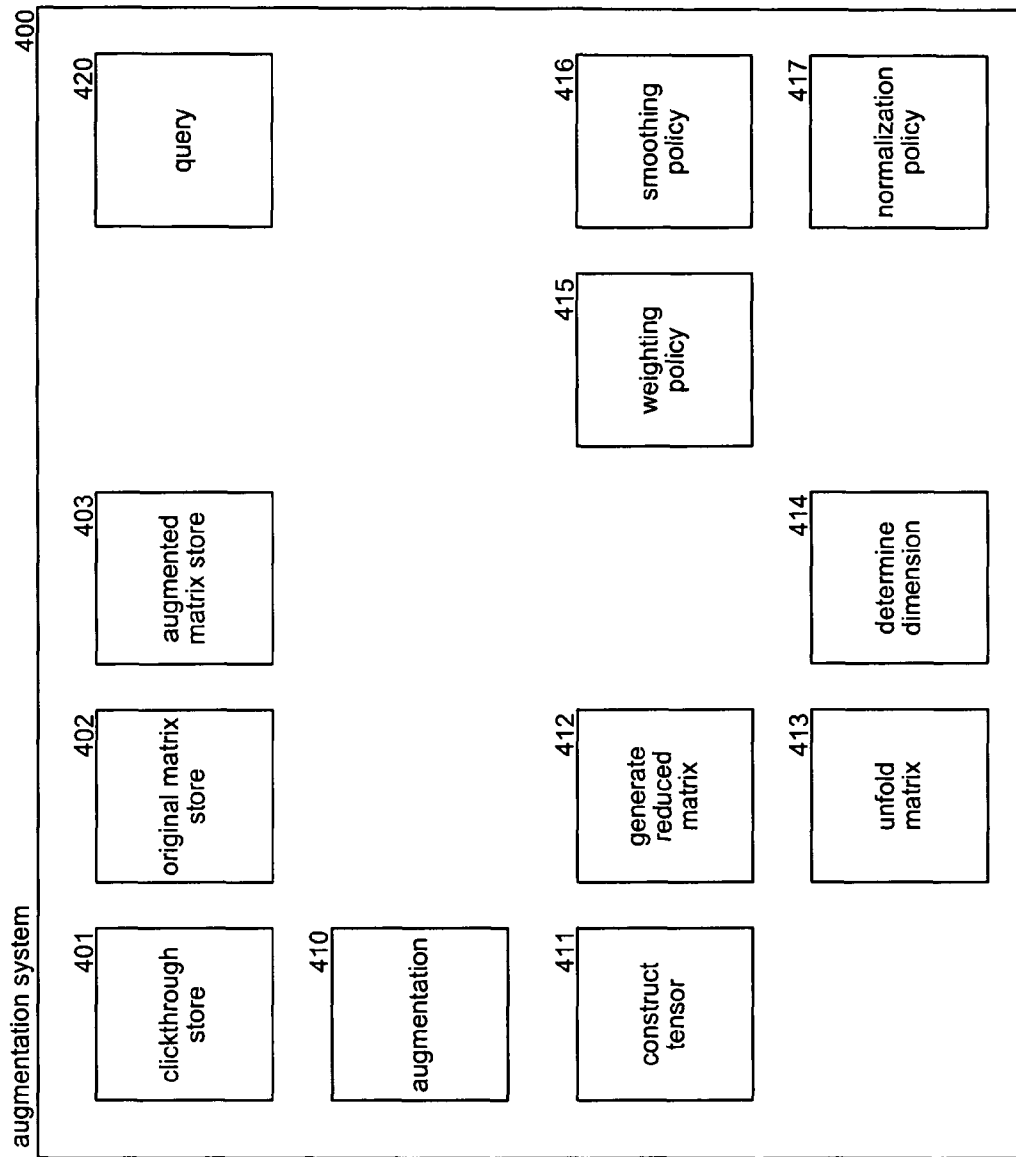 augmentation system
400
401
clickthrough
store
402
original matrix
store
403
augmented
matrix store
420
query
410
augmentation
411
construct
tensor
412
generate
reduced
matrix
415
weighting
policy
416
smoothing
policy
413
unfold
matrix
414
determine
dimension
417
normalization
policy